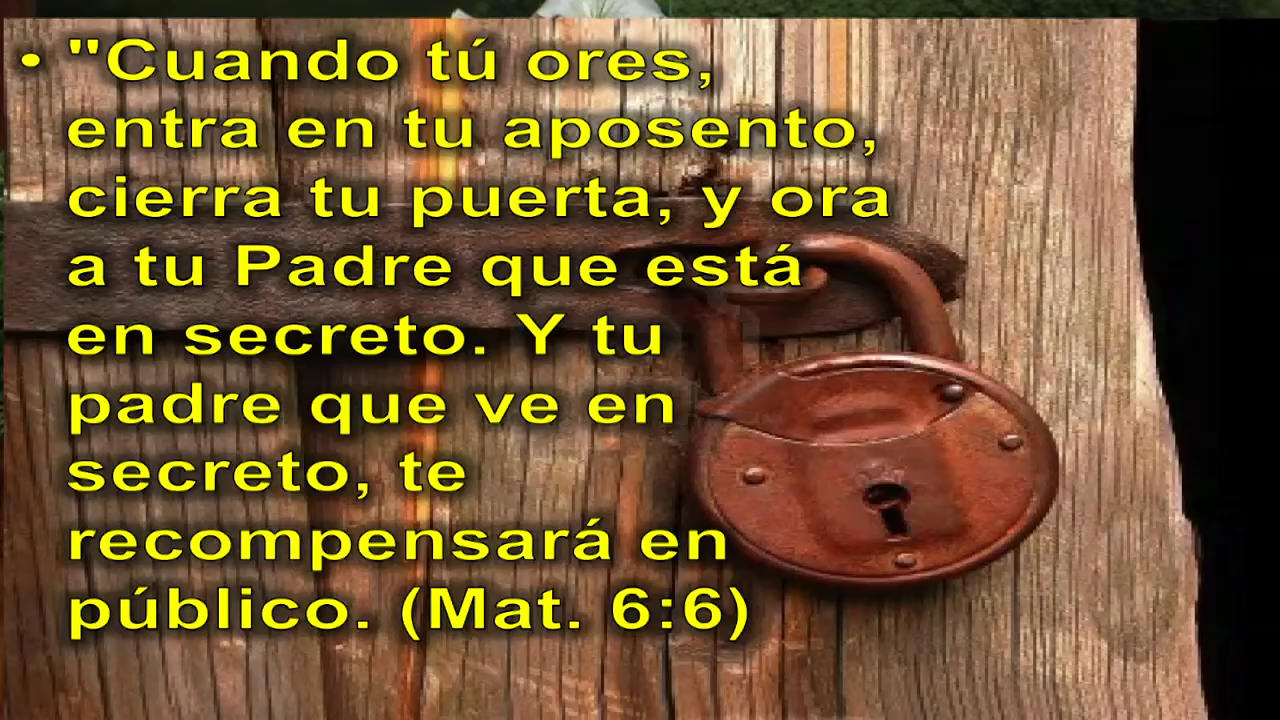 • "Cuando tú ores,
entra en tu aposento,
cierra tu puerta, y ora
a tu Padre que está
en secreto. Y tu
padre que ve en
secreto, te
recompensará en
público. (Mat. 6:6)